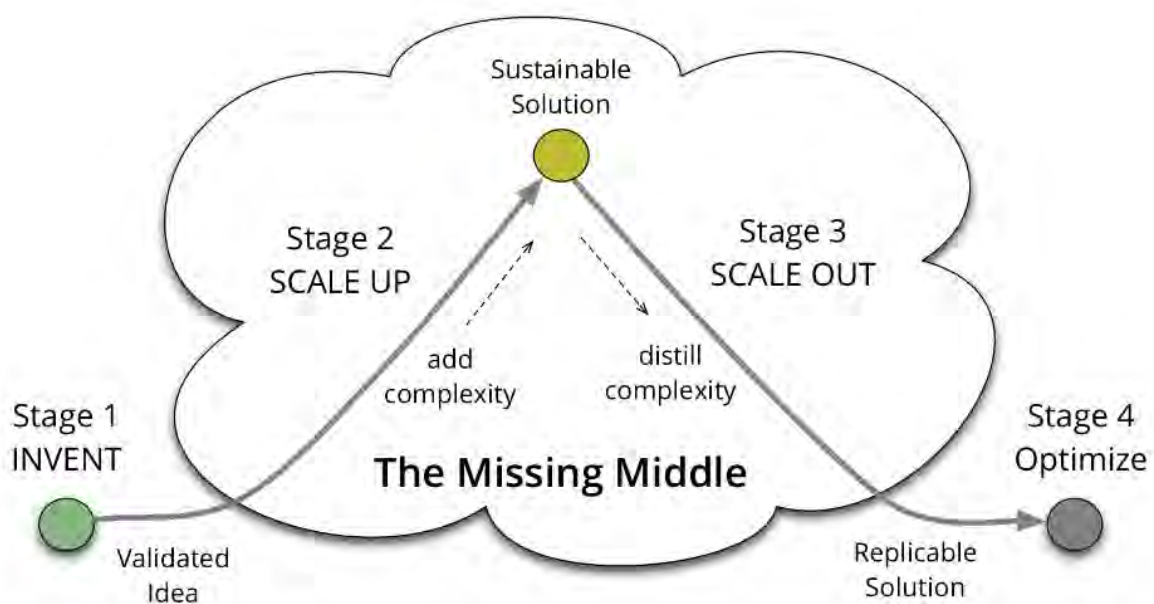 Sustainable
Solution
Stage 2
SCALE UP
Stage 3
SCALE OUT
add
complexity
distill
complexity
Stage 1
INVENT
Stage 4
Optimize
The Missing Middle
Validated
Idea
Replicable
Solution